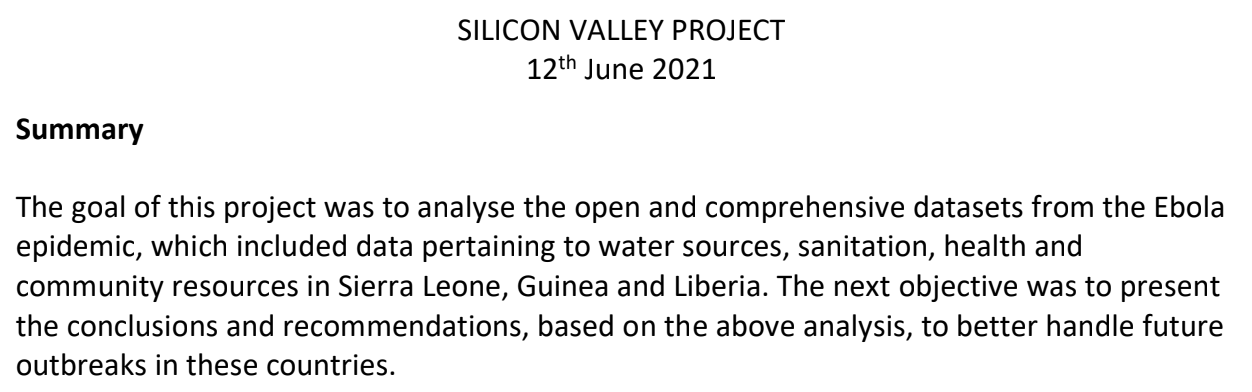 SILICON VALLEY PROJECT
12th June 2021
Summary
The goal of this project was to analyse the open and comprehensive datasets from the Ebola
epidemic, which included data pertaining to water sources, sanitation, health and
community resources in Sierra Leone, Guinea and Liberia. The next objective was to present
the conclusions and recommendations, based on the above analysis, to better handle future
outbreaks in these countries.